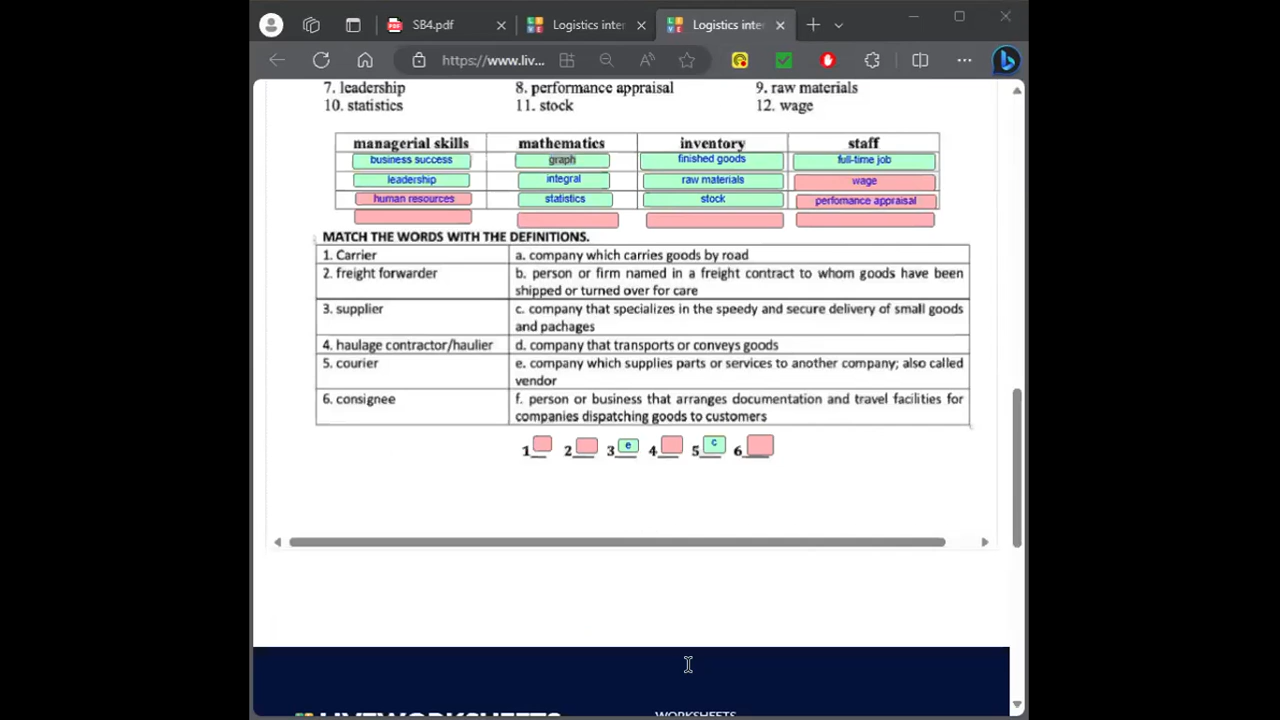 SB4.pdf
Logistics inter
Logistics inte
https://www.liv...
7. leadership 8. performance appraisal 9. raw materials
10. statistics 11. stock 12. wage
managerial skills mathematics inventory staff
business success graph finished goods full-time job
leadership integral raw materials wage
human resources statistics stock perfomance appraisal
MATCH THE WORDS WITH THE DEFINITIONS.
1. Carrier a. company which carries goods by road
2. freight forwarder b. person or firm named in a freight contract to whom goods have been
shipped or turned over for care
3. supplier c. company that specializes in the speedy and secure delivery of small goods
and pachages
4. haulage contractor/haulier d. company that transports or conveys goods
5. courier e. company which supplies parts or services to another company; also called
vendor
6. consignee f. person or business that arranges documentation and travel facilities for
companies dispatching goods to customers
1 2 3 e 4 5 c 6
LIVEWORKSHEETS WORKSHEETS